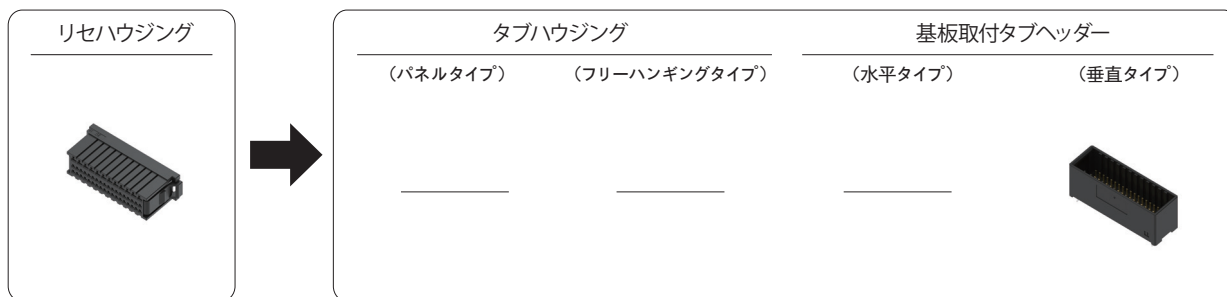 リセハウジング
タブハウジング
基板取付タブヘッダー
（パネルタイプ）
（フリーハンギングタイプ）
（水平タイプ）
（垂直タイプ）